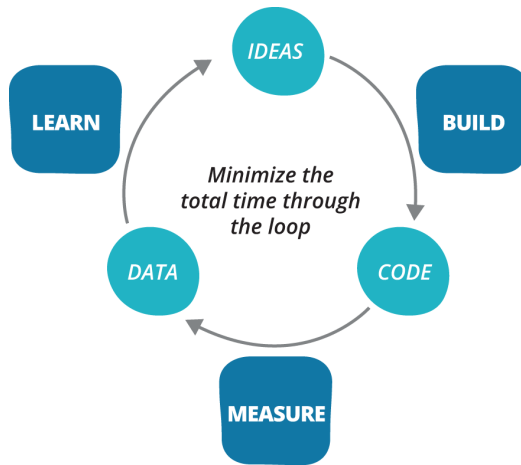 IDEAS
LEARN
BUILD
Minimize the
total time through
the loop
DATA
CODE
MEASURE